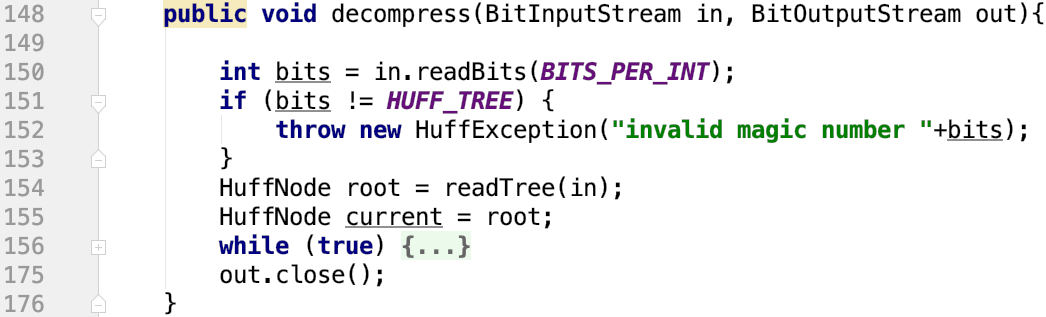 148 public void decompress(BitInputStream in, BitOutputStream out){
149
150 int bits = in.readBits(BITS_PER_INT);
151 if (bits != HUFF_TREE) {
152 throw new HuffException("invalid magic number "+bits);
153 }
154 HuffNode root = readTree(in);
155 HuffNode current = root;
156 while (true) {...}
175 out.close();
176 }